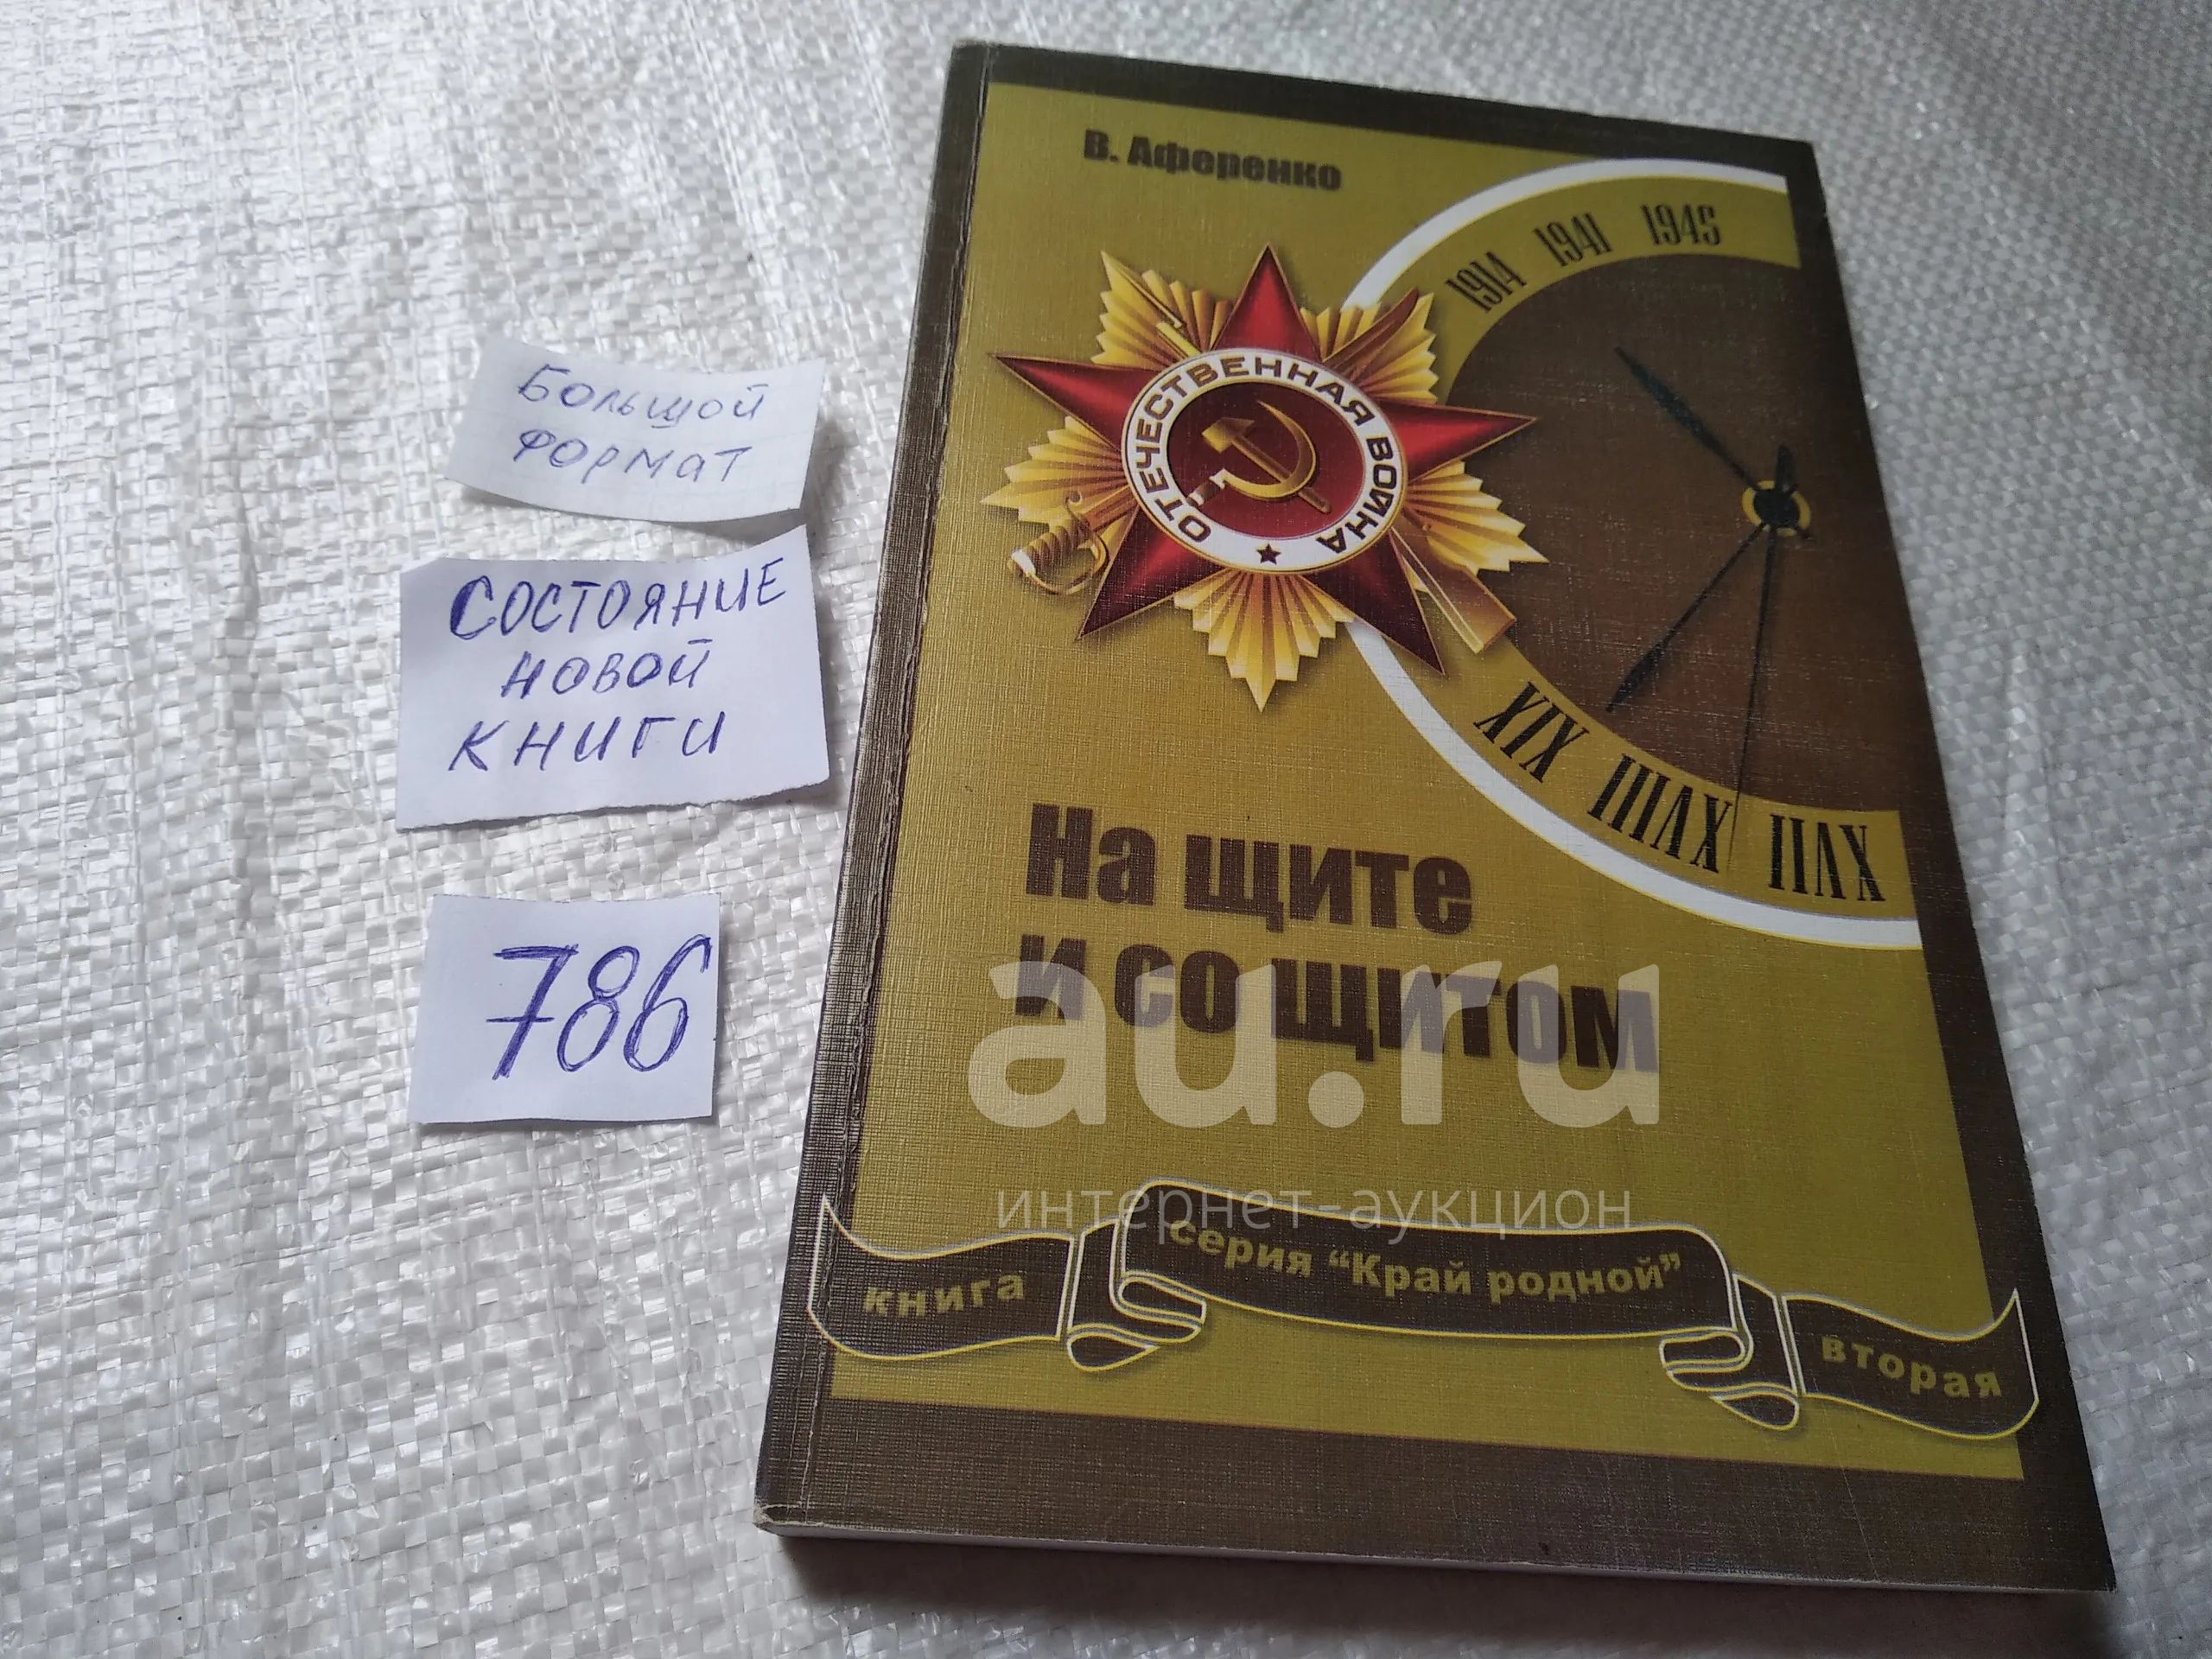 Большой
формат
Состояние
новой
книги
786
В. Аференко
1914 1941 1945
ОТЕЧЕСТВЕННАЯ ВОЙНА
XIX XVIII XVII
На щите
и со щитом
au.ru
интернет-аукцион
книга серия "Край родной" вторая